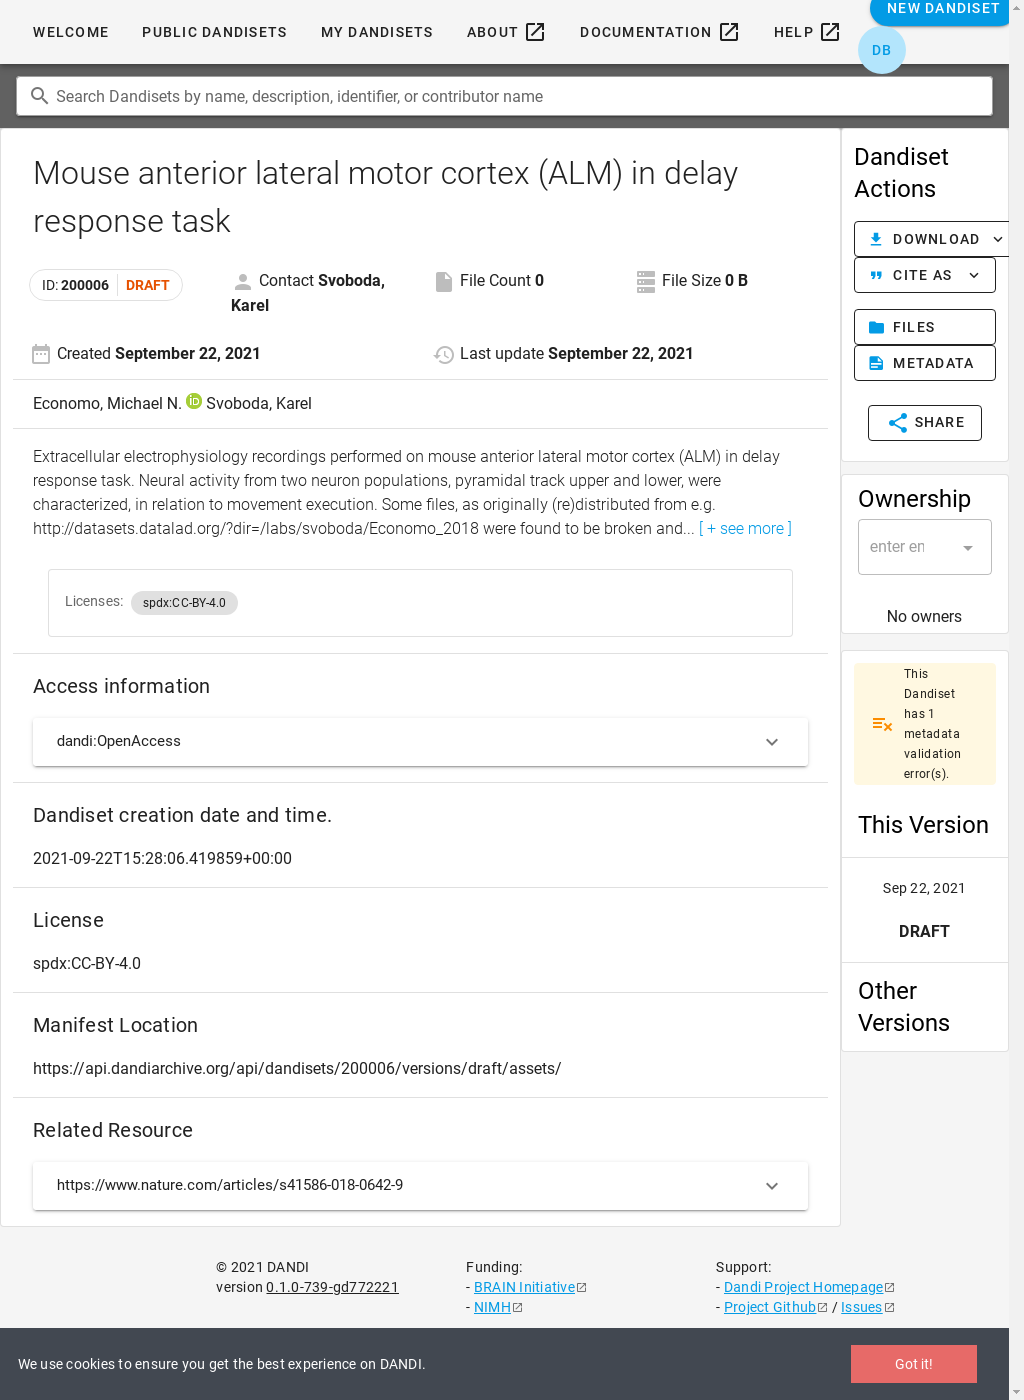 WELCOME PUBLIC DANDISETS MY DANDISETS ABOUT DOCUMENTATION HELP NEW DANDISET
DB
Search Dandisets by name, description, identifier, or contributor name
Mouse anterior lateral motor cortex (ALM) in delay
response task
ID: 200006 DRAFT
Contact Svoboda,
Karel
File Count 0
File Size 0 B
Created September 22, 2021
Last update September 22, 2021
Economo, Michael N. iD Svoboda, Karel
Extracellular electrophysiology recordings performed on mouse anterior lateral motor cortex (ALM) in delay
response task. Neural activity from two neuron populations, pyramidal track upper and lower, were
characterized, in relation to movement execution. Some files, as originally (re)distributed from e.g.
http://datasets.datalad.org/?dir=/labs/svoboda/Economo_2018 were found to be broken and... [ + see more ]
Licenses: spdx:CC-BY-4.0
Access information
dandi:OpenAccess
Dandiset creation date and time.
2021-09-22T15:28:06.419859+00:00
License
spdx:CC-BY-4.0
Manifest Location
https://api.dandiarchive.org/api/dandisets/200006/versions/draft/assets/
Related Resource
https://www.nature.com/articles/s41586-018-0642-9
Dandiset
Actions
DOWNLOAD
CITE AS
FILES
METADATA
SHARE
Ownership
enter en
No owners
This
Dandiset
has 1
metadata
validation
error(s).
This Version
Sep 22, 2021
DRAFT
Other
Versions
© 2021 DANDI
version 0.1.0-739-gd772221
Funding:
- BRAIN Initiative
- NIMH
Support:
- Dandi Project Homepage
- Project Github / Issues
We use cookies to ensure you get the best experience on DANDI.
Got it!